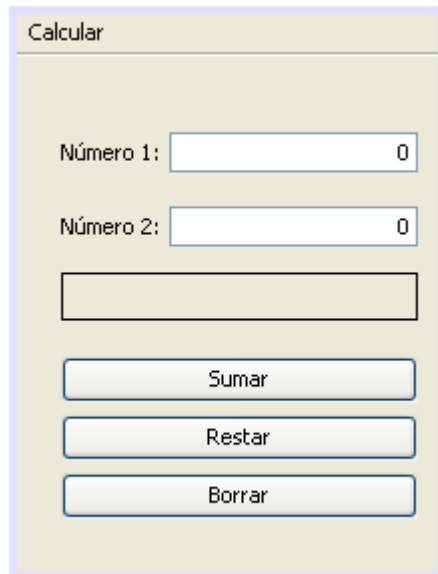 Calcular
Número 1: 0
Número 2: 0
Sumar
Restar
Borrar